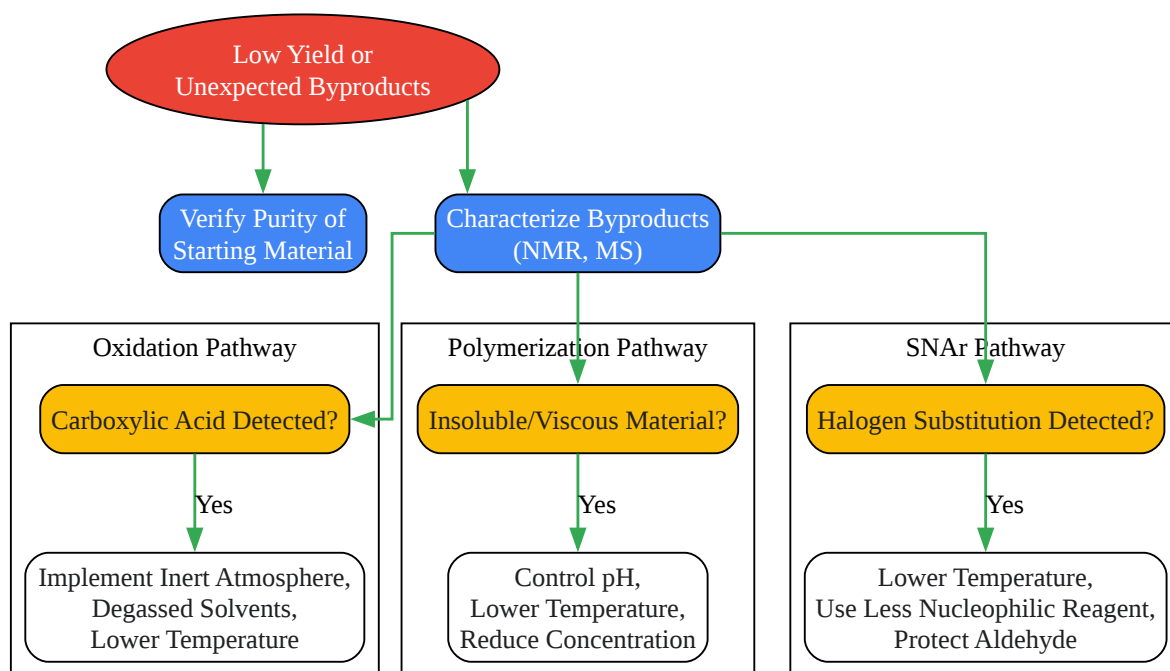 Low Yield or
Unexpected Byproducts
Verify Purity of
Starting Material
Characterize Byproducts
(NMR, MS)
Oxidation Pathway
Polymerization Pathway
SNAr Pathway
Carboxylic Acid Detected?
Insoluble/Viscous Material?
Halogen Substitution Detected?
Yes
Yes
Yes
Implement Inert Atmosphere,
Degassed Solvents,
Lower Temperature
Control pH,
Lower Temperature,
Reduce Concentration
Lower Temperature,
Use Less Nucleophilic Reagent,
Protect Aldehyde